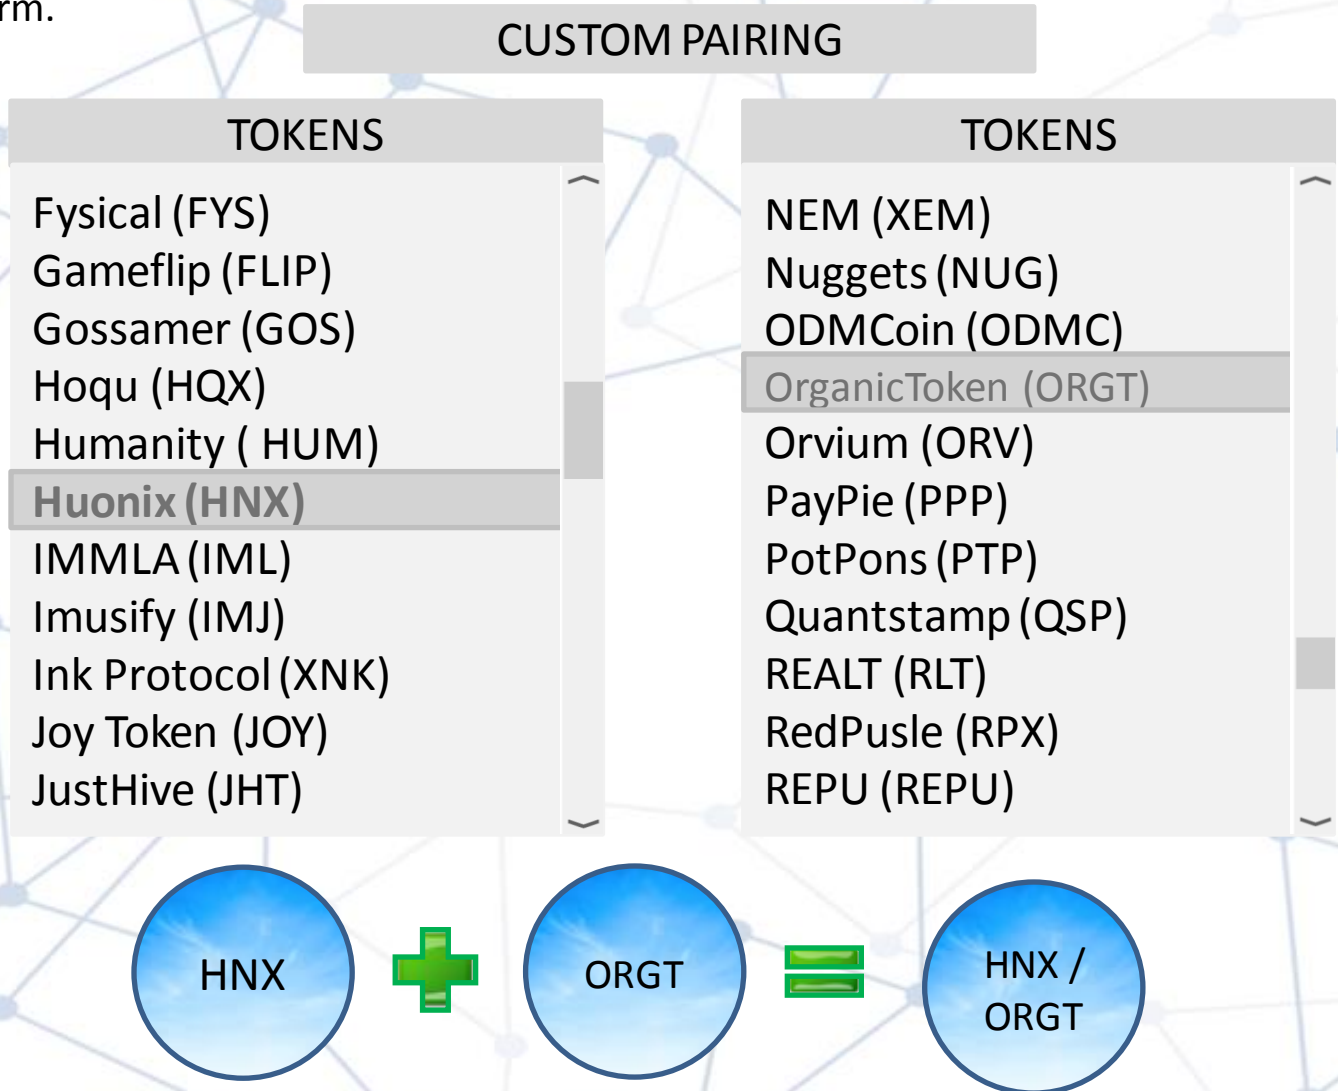 rm.
CUSTOM PAIRING
TOKENS
Fysical (FYS)
Gameflip (FLIP)
Gossamer (GOS)
Hoqu (HQX)
Humanity ( HUM)
Huonix (HNX)
IMMLA (IML)
Imusify (IMJ)
Ink Protocol (XNK)
Joy Token (JOY)
JustHive (JHT)
TOKENS
NEM (XEM)
Nuggets (NUG)
ODMCoin (ODMC)
OrganicToken (ORGT)
Orvium (ORV)
PayPie (PPP)
PotPons (PTP)
Quantstamp (QSP)
REALT (RLT)
RedPusle (RPX)
REPU (REPU)
HNX
ORGT
HNX /
ORGT